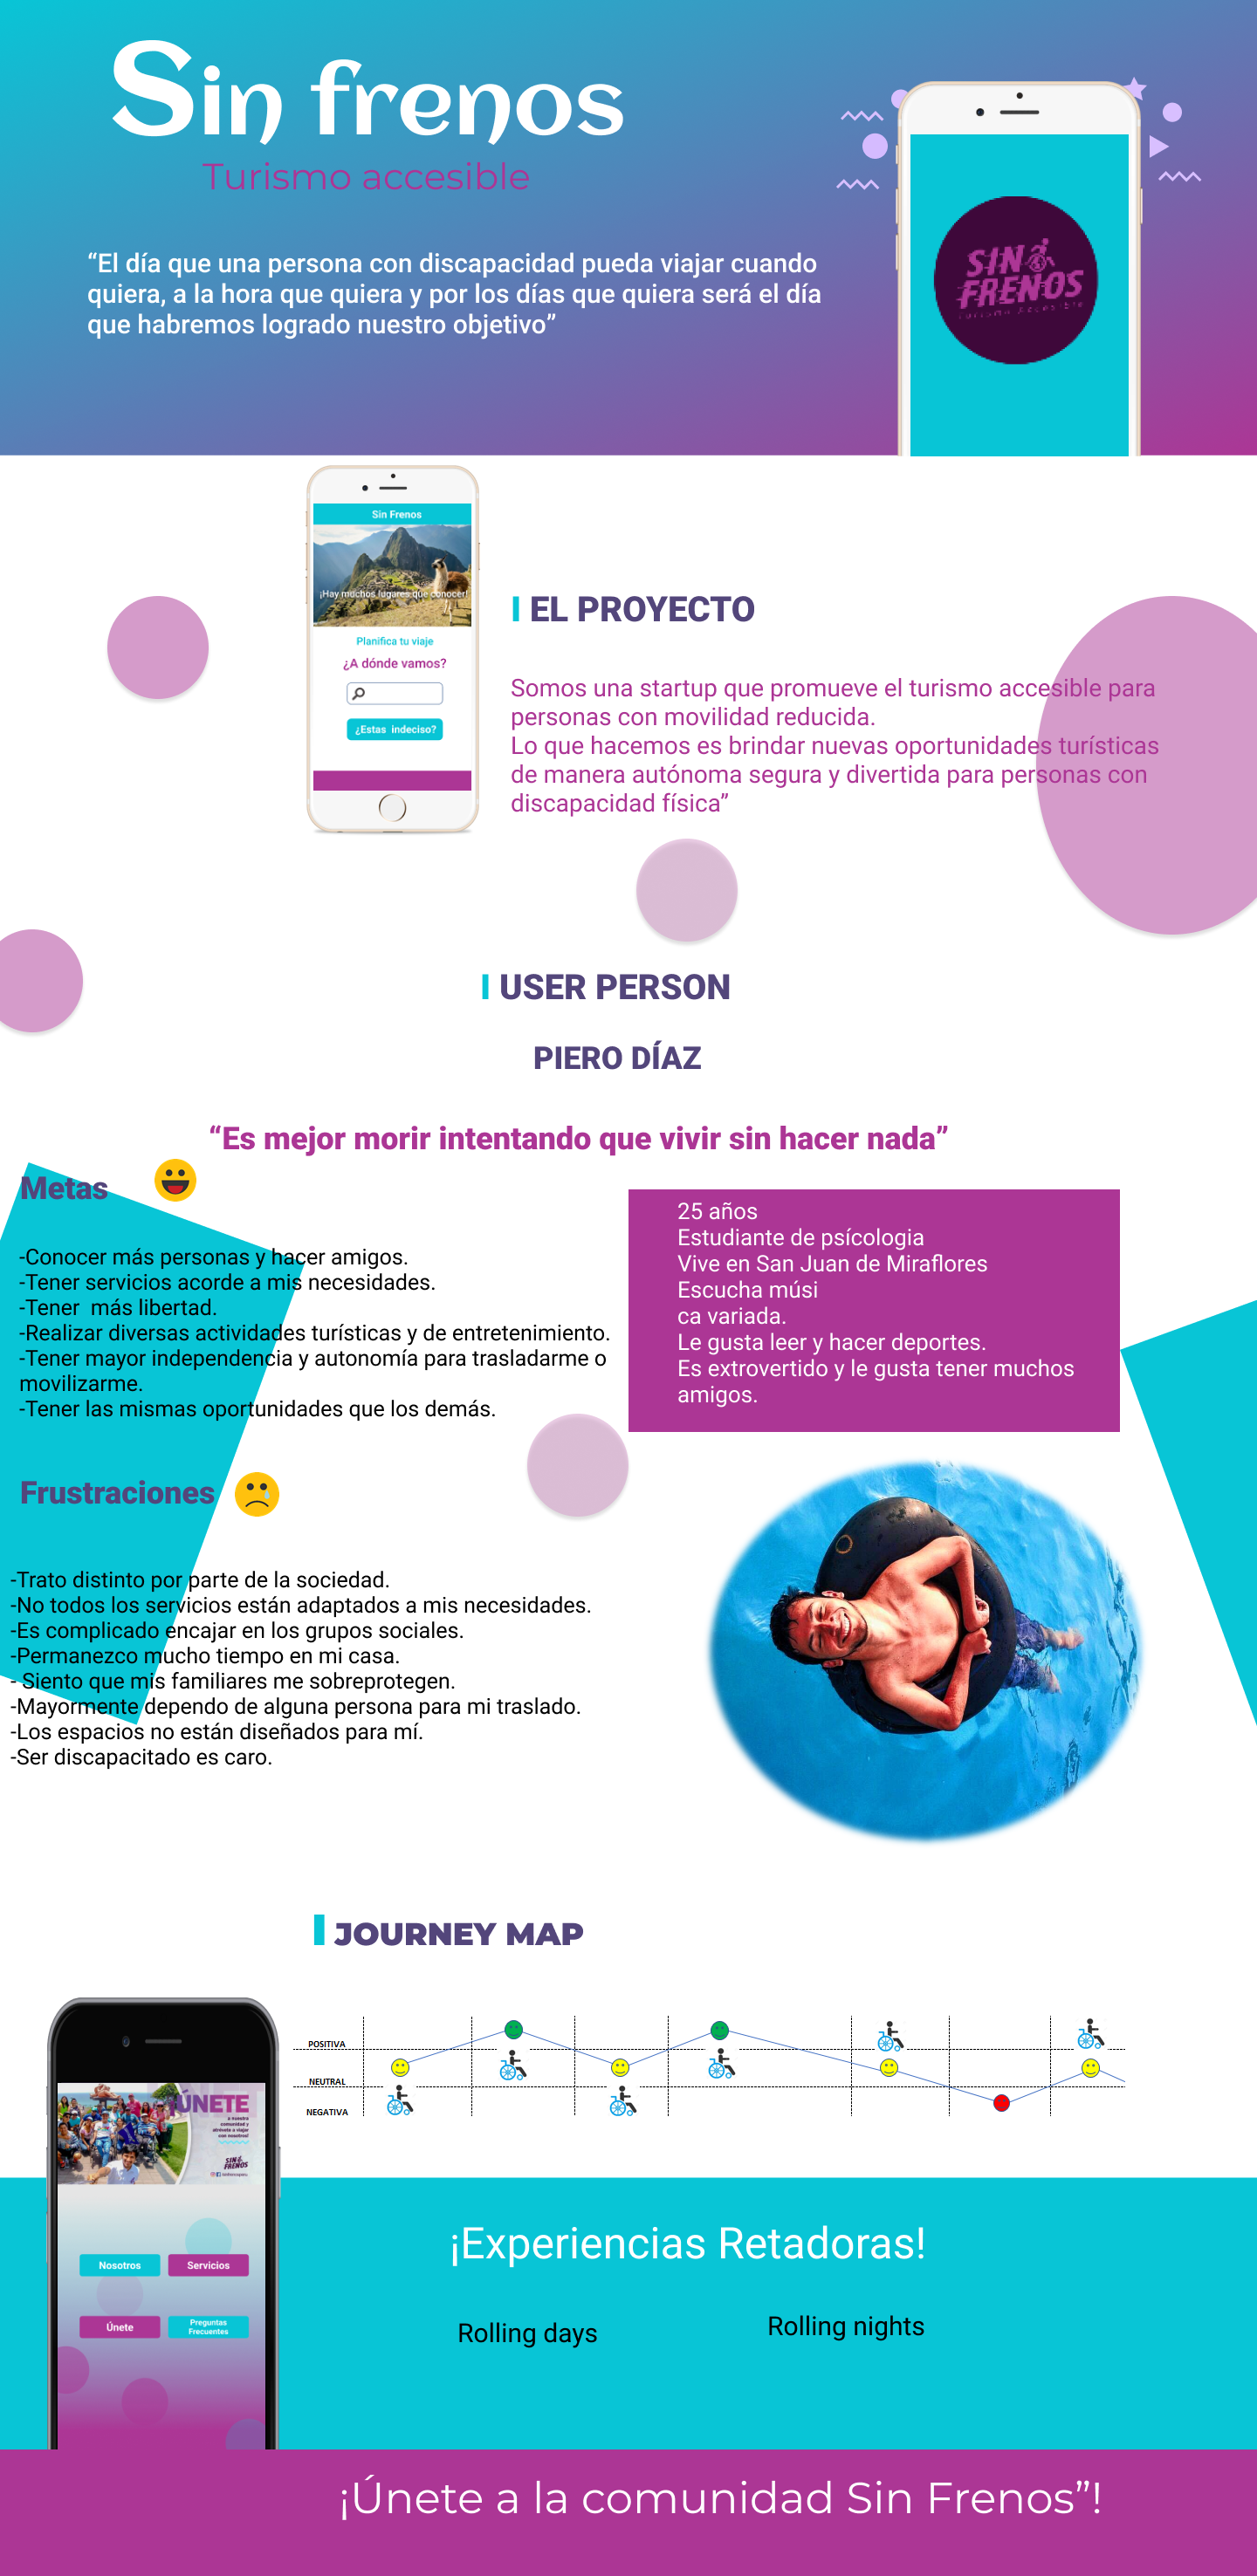 Sin frenos
Turismo accesible
“El día que una persona con discapacidad pueda viajar cuando
quiera, a la hora que quiera y por los días que quiera será el día
que habremos logrado nuestro objetivo”
SIN
FRENOS
Turismo Accesible
Sin Frenos
¡Hay muchos lugares que conocer!
Planifica tu viaje
¿A dónde vamos?
¿Estas indeciso?
EL PROYECTO
Somos una startup que promueve el turismo accesible para
personas con movilidad reducida.
Lo que hacemos es brindar nuevas oportunidades turísticas
de manera autónoma segura y divertida para personas con
discapacidad física”
USER PERSON
PIERO DÍAZ
“Es mejor morir intentando que vivir sin hacer nada”
Metas
-Conocer más personas y hacer amigos.
-Tener servicios acorde a mis necesidades.
-Tener  más libertad.
-Realizar diversas actividades turísticas y de entretenimiento.
-Tener mayor independencia y autonomía para trasladarme o
movilizarme.
-Tener las mismas oportunidades que los demás.
25 años
Estudiante de psícologia
Vive en San Juan de Miraflores
Escucha músi
ca variada.
Le gusta leer y hacer deportes.
Es extrovertido y le gusta tener muchos
amigos.
Frustraciones
-Trato distinto por parte de la sociedad.
-No todos los servicios están adaptados a mis necesidades.
-Es complicado encajar en los grupos sociales.
-Permanezco mucho tiempo en mi casa.
- Siento que mis familiares me sobreprotegen.
-Mayormente dependo de alguna persona para mi traslado.
-Los espacios no están diseñados para mí.
-Ser discapacitado es caro.
JOURNEY MAP
POSITIVA
NEUTRAL
NEGATIVA
¡ÚNETE
a nuestra
comunidad y
atrévete a viajar
con nosotros!
SIN
FRENOS
Nosotros
Servicios
Únete
Preguntas
Frecuentes
¡Experiencias Retadoras!
Rolling days
Rolling nights
¡Únete a la comunidad Sin Frenos”!